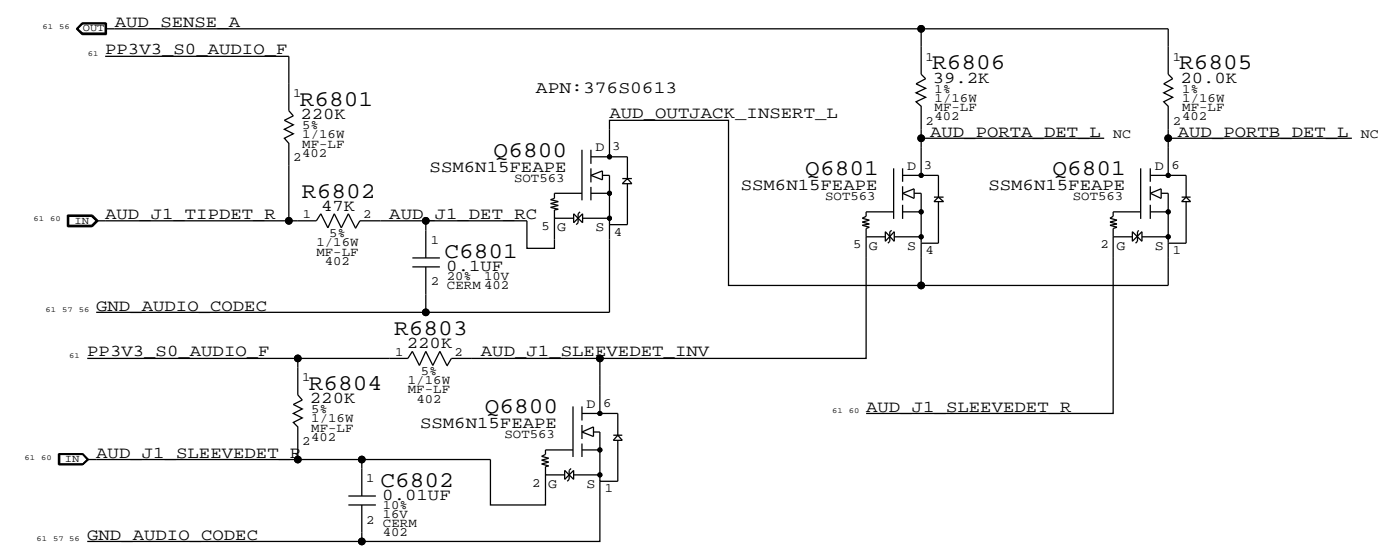 61 56 OUT AUD_SENSE_A
61 PP3V3_S0_AUDIO_F
1
R6801
220K
5%
1/16W
MF-LF
402
2
61 60 IN AUD_J1_TIPDET_R
R6802
47K
1 2
5%
1/16W
MF-LF
402
AUD_J1_DET_RC
1
C6801
0.1UF
20% 10V
CERM 402
2
61 57 56 GND_AUDIO_CODEC
APN:376S0613
AUD_OUTJACK_INSERT_L
Q6800
SSM6N15FEAPE
SOT563
D 3
5 G S 4
1
R6806
39.2K
1%
1/16W
MF-LF
402
2
AUD_PORTA_DET_L NC
Q6801
SSM6N15FEAPE
SOT563
D 3
5 G S 4
1
R6805
20.0K
1%
1/16W
MF-LF
402
2
AUD_PORTB_DET_L NC
Q6801
SSM6N15FEAPE
SOT563
D 6
2 G S 1
61 PP3V3_S0_AUDIO_F
R6803
220K
1 2
5%
1/16W
MF-LF
402
AUD_J1_SLEEVEDET_INV
1
R6804
220K
5%
1/16W
MF-LF
402
2
61 60 IN AUD_J1_SLEEVEDET_R
1
C6802
0.01UF
10%
16V
CERM
402
2
Q6800
SSM6N15FEAPE
SOT563
D 6
2 G S 1
61 60 AUD_J1_SLEEVEDET_R
61 57 56 GND_AUDIO_CODEC